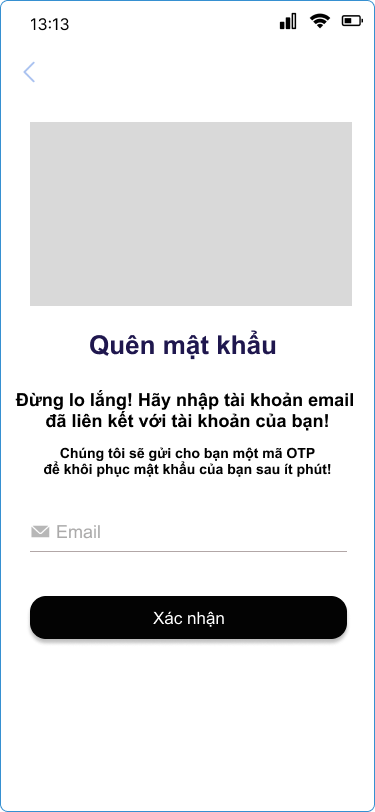 13:13
Quên mật khẩu
Đừng lo lắng! Hãy nhập tài khoản email
đã liên kết với tài khoản của bạn!
Chúng tôi sẽ gửi cho bạn một mã OTP
để khôi phục mật khẩu của bạn sau ít phút!
Email
Xác nhận